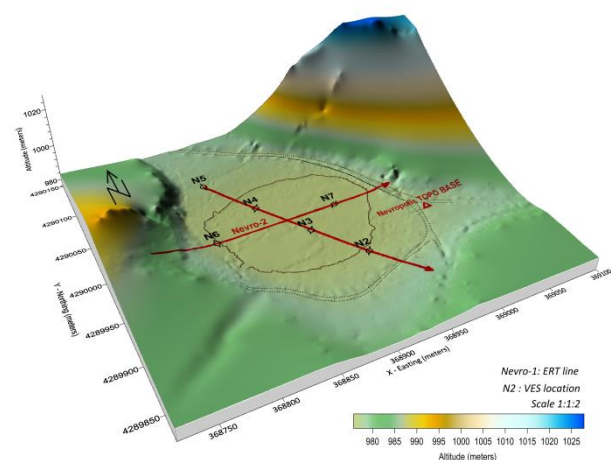 Altitude (meters)
1020
1000
980
4290150
4290100
4290050
4290000
4289950
4289900
4289850
Y - Northing (meters)
N
N5
N4
N7
N6
Nevro-2
N3
N2
Nevropolis TOPO BASE
368750
368800
368850
368900
368950
369000
369050
369100
X - Easting (meters)
Nevro-1: ERT line
N2 : VES location
Scale 1:1:2
980 985 990 995 1000 1005 1010 1015 1020 1025
Altitude (meters)